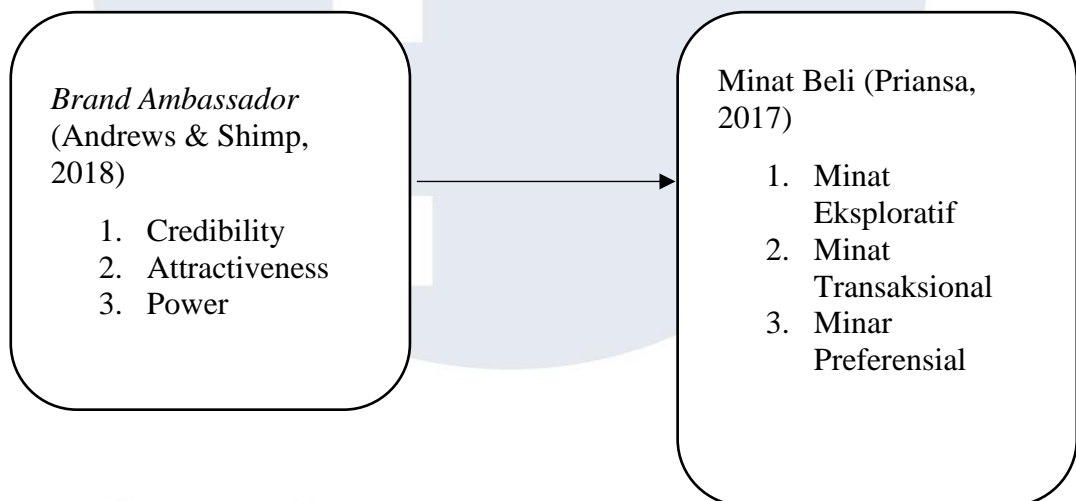 Brand Ambassador
(Andrews & Shimp,
2018)
1. Credibility
2. Attractiveness
3. Power
Minat Beli (Priansa,
2017)
1. Minat
Eksploratif
2. Minat
Transaksional
3. Minar
Preferensial